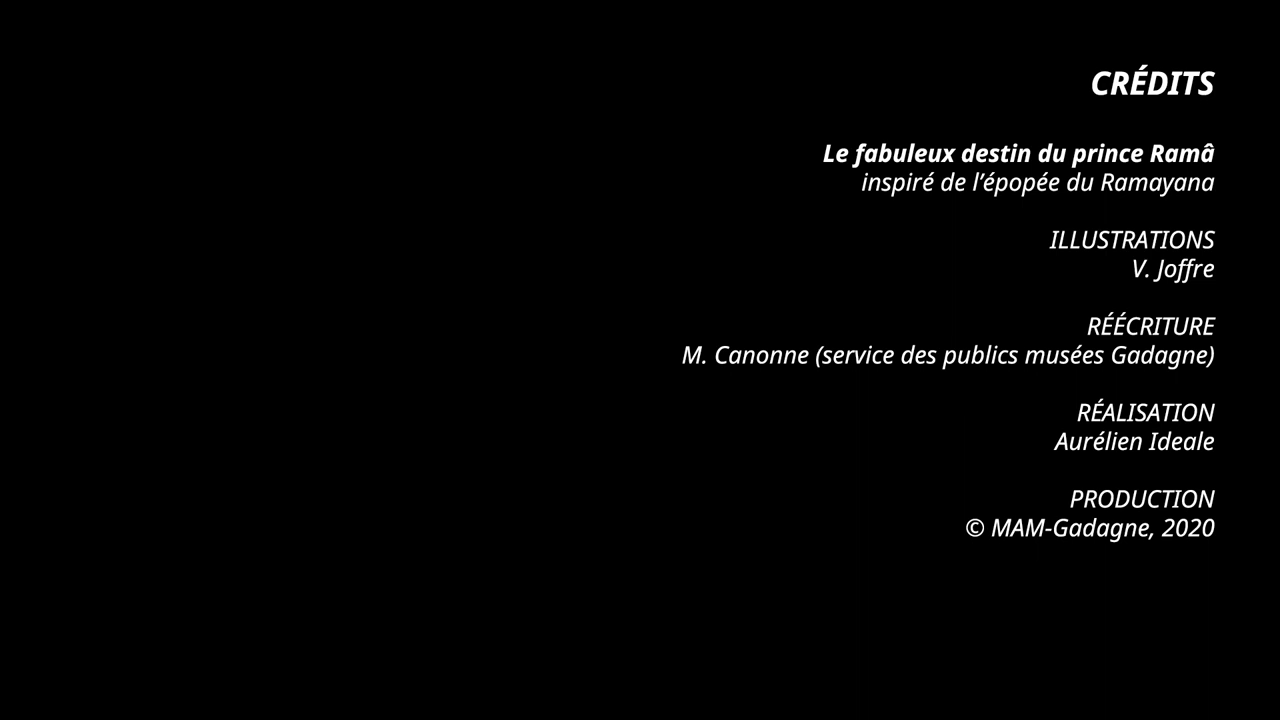 CRÉDITS
Le fabuleux destin du prince Ramâ
inspiré de l’épopée du Ramayana
ILLUSTRATIONS
V. Joffre
RÉÉCRITURE
M. Canonne (service des publics musées Gadagne)
RÉALISATION
Aurélien Ideale
PRODUCTION
© MAM-Gadagne, 2020